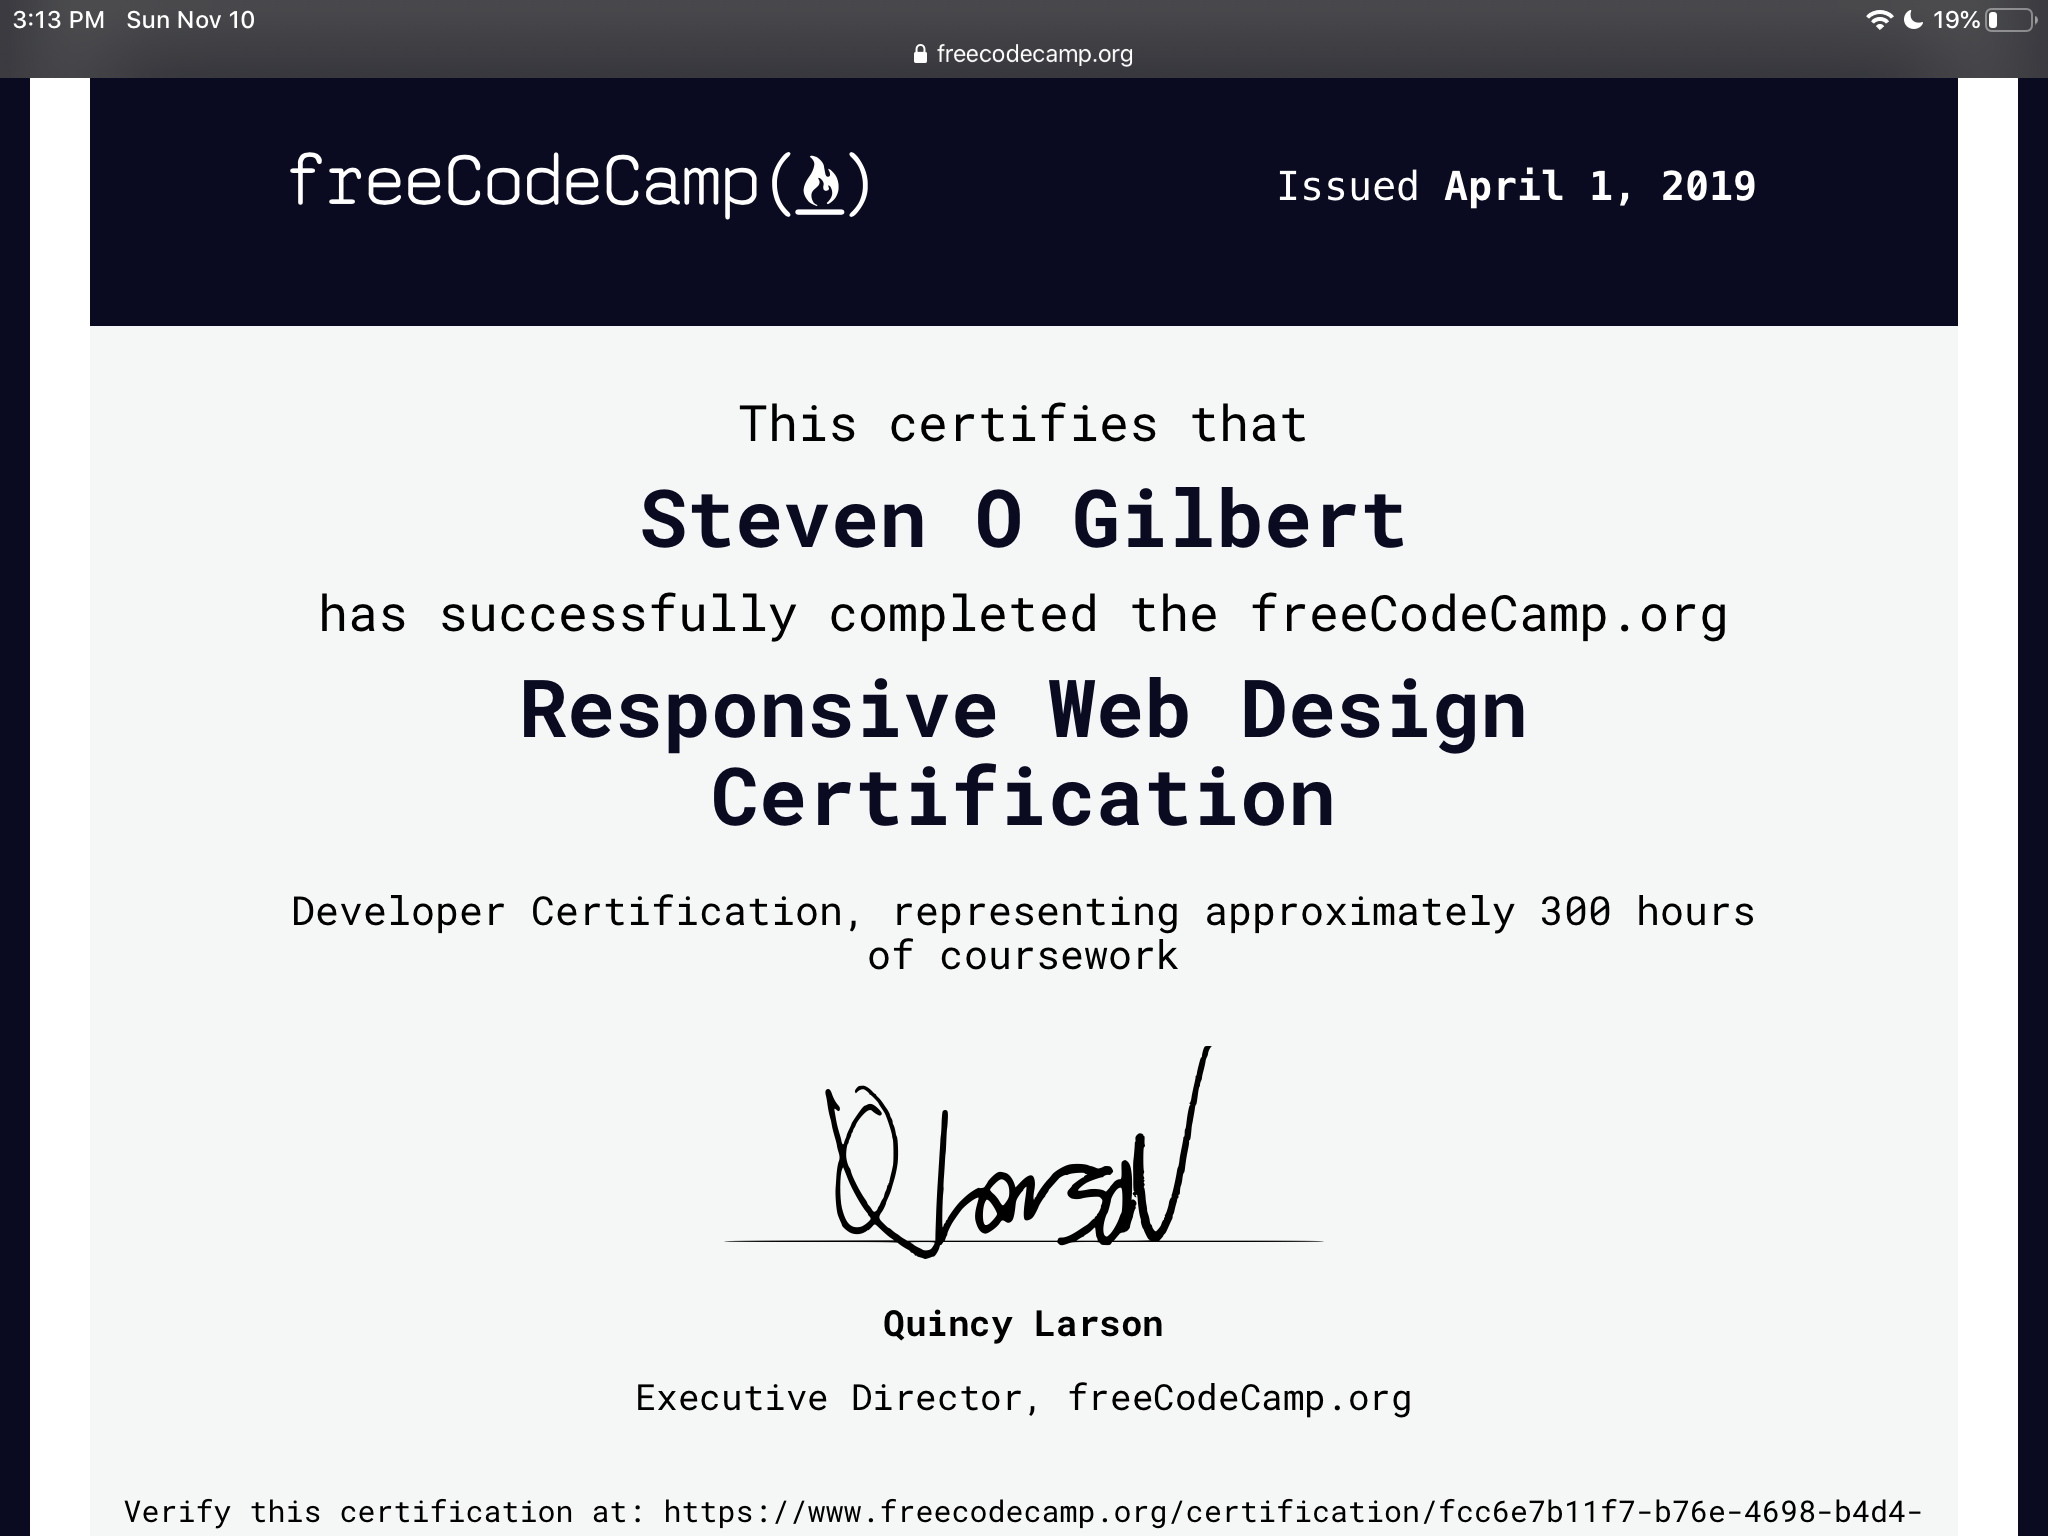 3:13 PM Sun Nov 10
19%
freecodecamp.org
freeCodeCamp
Issued April 1, 2019
This certifies that
Steven O Gilbert
has successfully completed the freeCodeCamp.org
Responsive Web Design
Certification
Developer Certification, representing approximately 300 hours
of coursework
Q Larson
Quincy Larson
Executive Director, freeCodeCamp.org
Verify this certification at: https://www.freecodecamp.org/certification/fcc6e7b11f7-b76e-4698-b4d4-